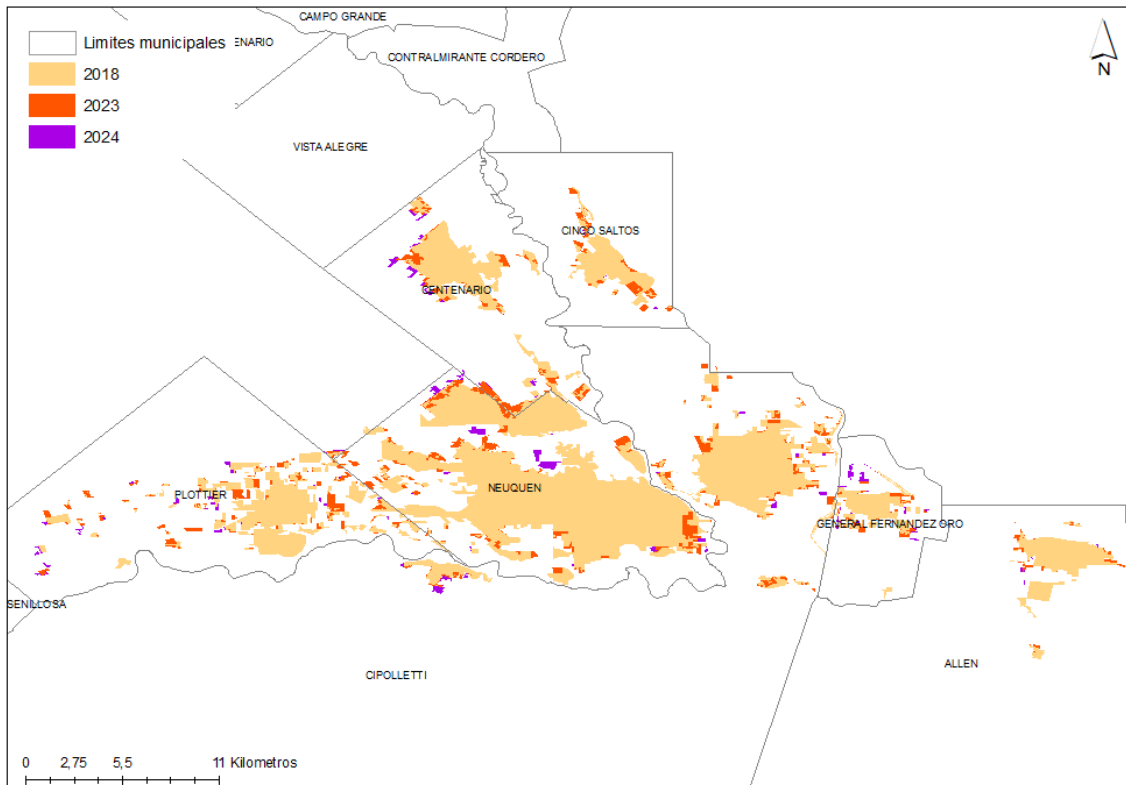 CAMPO GRANDE
Limites municipales
ENARIO
CONTRALMIRANTE CORDERO
2018
2023
2024
N
VISTA ALEGRE
CINCO SALTOS
CENTENARIO
NEUQUEN
PLOTTIER
GENERAL FERNANDEZ ORO
SENILLOSA
ALLEN
CIPOLLETTI
0 2,75 5,5 11 Kilometros